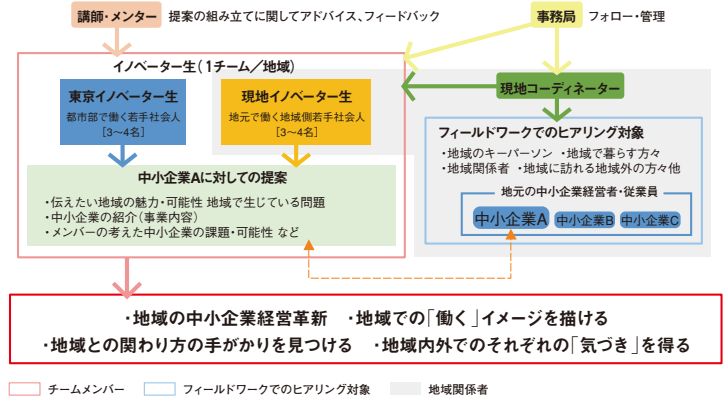 講師・メンター 提案の組み立てに関してアドバイス、フィードバック
事務局 フォロー・管理
イノベーター生（1チーム／地域）
東京イノベーター生
都市部で働く若手社会人
［3〜4名］
現地イノベーター生
地元で働く地域側若手社会人
［3〜4名］
現地コーディネーター
中小企業Aに対しての提案
・伝えたい地域の魅力・可能性 地域で生じている問題
・中小企業の紹介（事業内容）
・メンバーの考えた中小企業の課題・可能性 など
フィールドワークでのヒアリング対象
・地域のキーパーソン ・地域で暮らす方々
・地域関係者 ・地域に訪れる地域外の方々他
地元の中小企業経営者・従業員
中小企業A 中小企業B 中小企業C
・地域の中小企業経営革新 ・地域での「働く」イメージを描ける
・地域との関わり方の手がかりを見つける ・地域内外でのそれぞれの「気づき」を得る
チームメンバー フィールドワークでのヒアリング対象 地域関係者